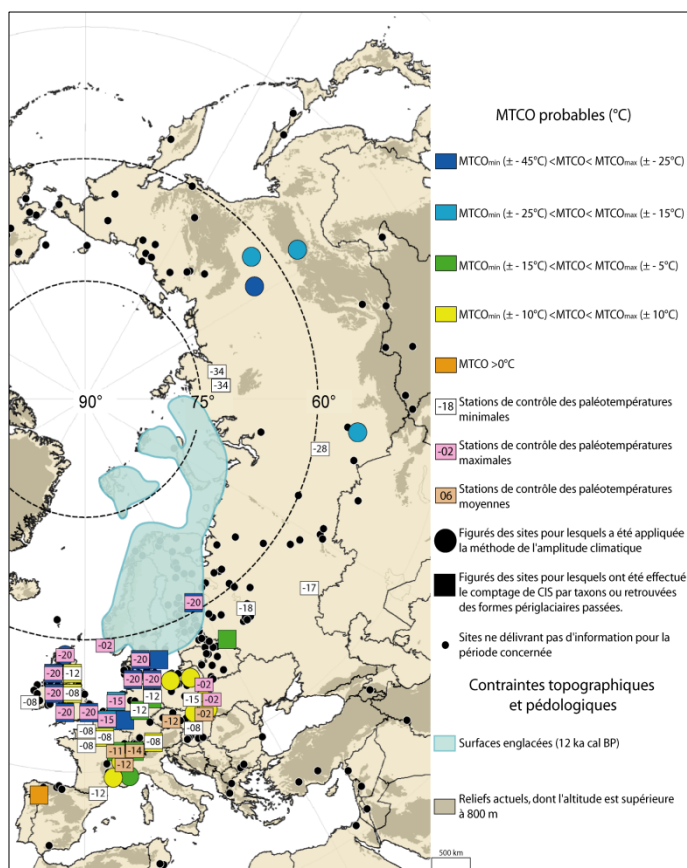 MTCO probables (°C)
MTCOmin (± - 45°C) <MTCO< MTCOmax (± - 25°C)
MTCOmin (± - 25°C) <MTCO< MTCOmax (± - 15°C)
MTCOmin (± - 15°C) <MTCO< MTCOmax (± - 5°C)
MTCOmin (± - 10°C) <MTCO< MTCOmax (± 10°C)
MTCO >0°C
-18 Stations de contrôle des paléotempératures
minimales
-02 Stations de contrôle des paléotempératures
maximales
06 Stations de contrôle des paléotempératures
moyennes
Figurés des sites pour lesquels a été appliquée
la méthode de l'amplitude climatique
Figurés des sites pour lesquels ont été effectué
le comptage de CIS par taxons ou retrouvées
des formes périglaciaires passées.
Sites ne délivrant pas d'information pour la
période concernée
Contraintes topographiques
et pédologiques
Surfaces englacées (12 ka cal BP)
Reliefs actuels, dont l'altitude est supérieure
à 800 m
500 km
-34
-34
90° 75° 60°
-28
-17
-20
-18
-02
-20 -20
-12 -20 -20 -02
-20 -08 -12 -15 -02
-08 -15
-20 -20 -12 -02
-15 -12 -08
-08
-08 -08
-08 -11 -14
-12
-12